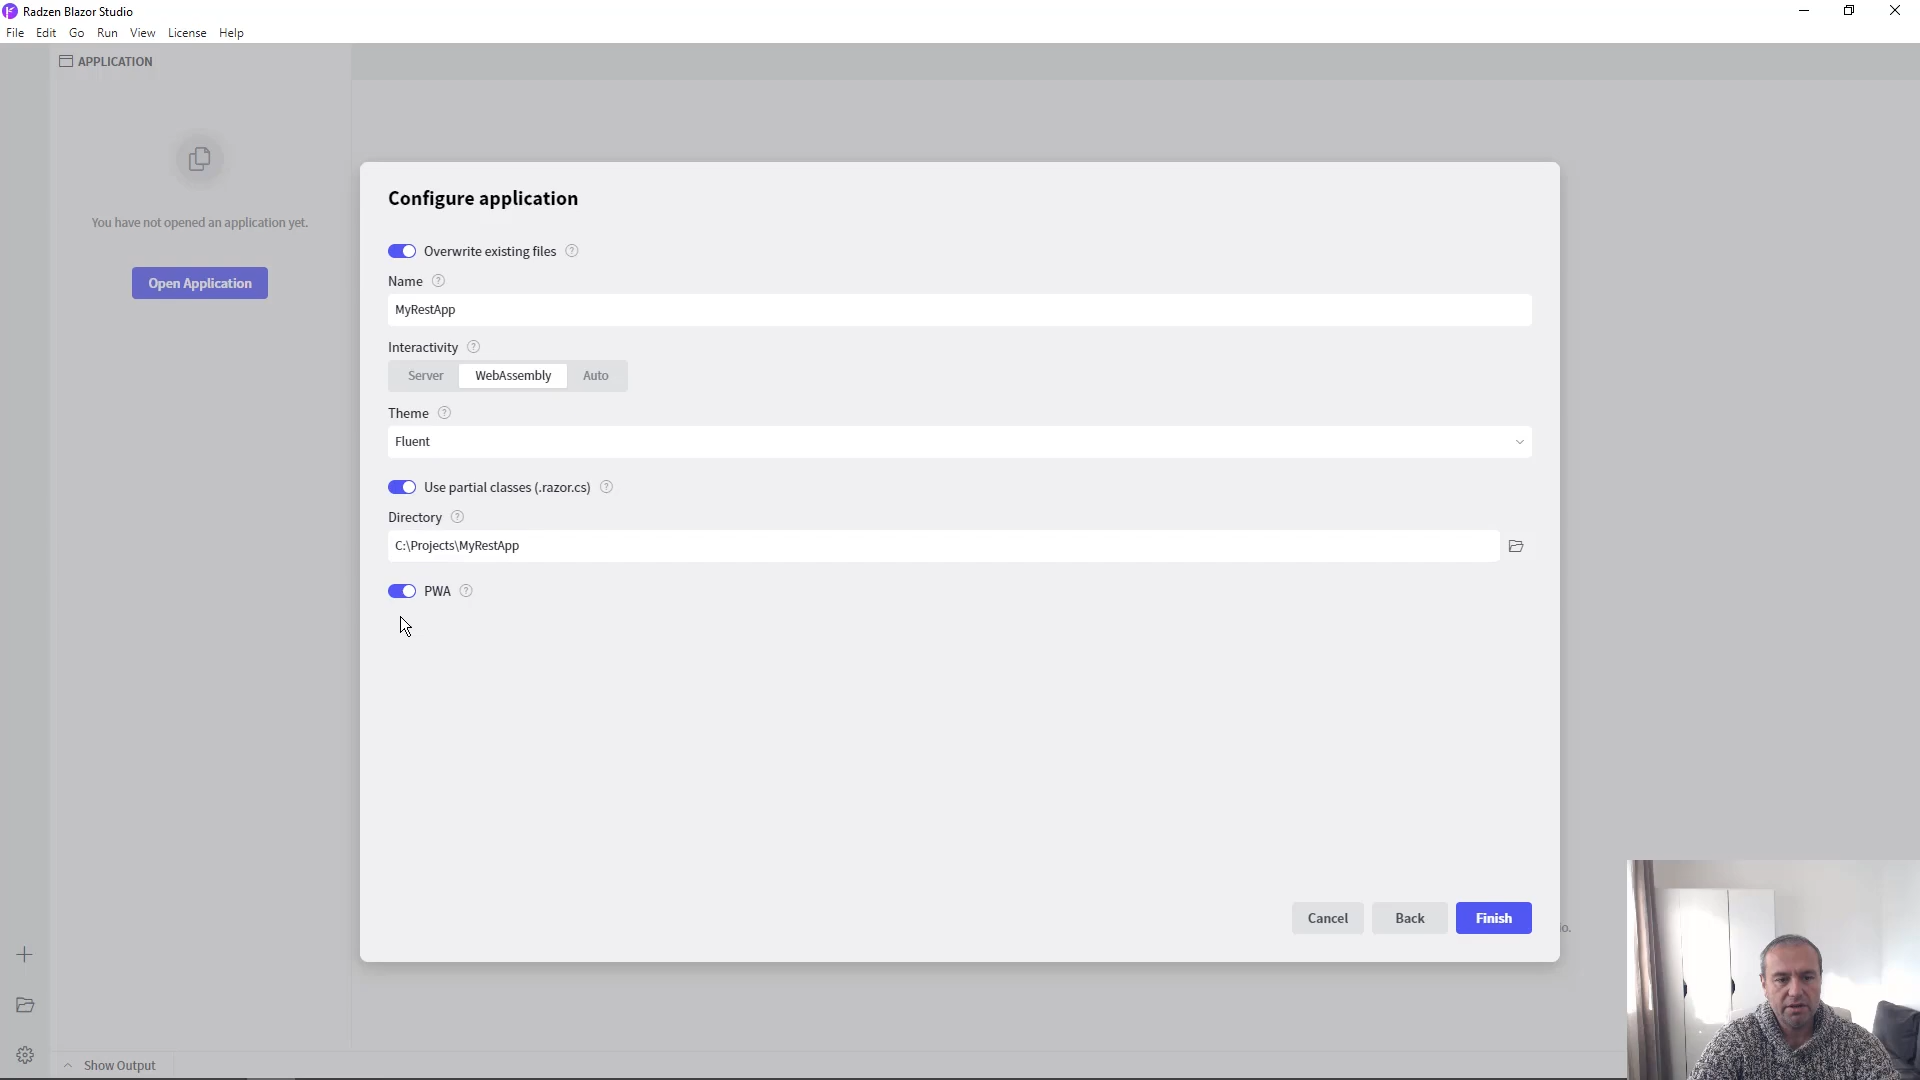 Radzen Blazor Studio
File Edit Go Run View License Help
APPLICATION
You have not opened an application yet.
Open Application
Configure application
Overwrite existing files
Name
MyRestApp
Interactivity
Server WebAssembly Auto
Theme
Fluent
Use partial classes (.razor.cs)
Directory
C:\Projects\MyRestApp
PWA
Cancel Back Finish
io.
Show Output